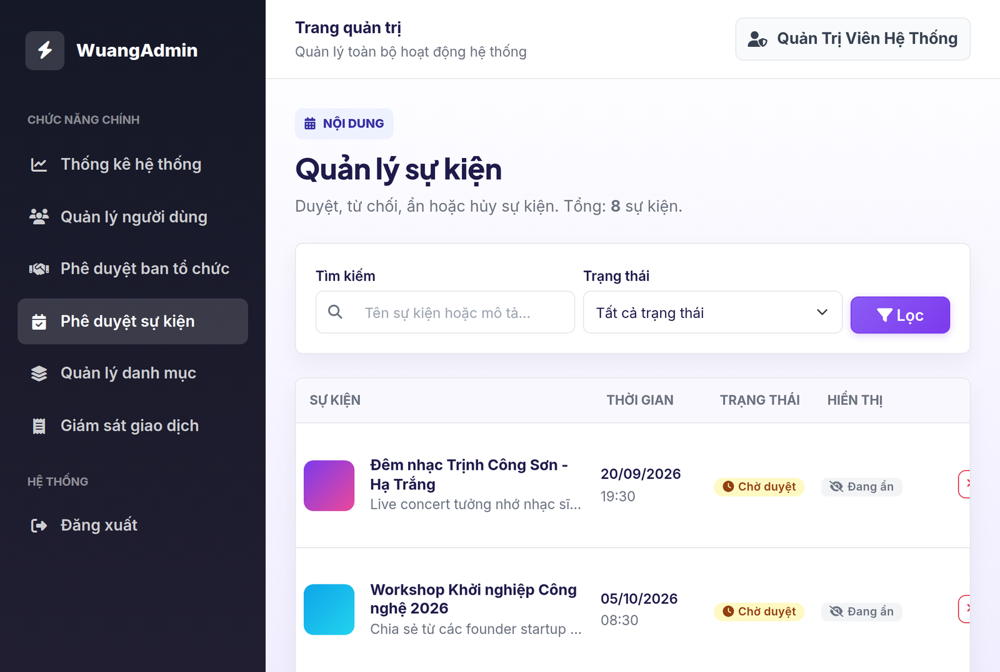 WuangAdmin
CHỨC NĂNG CHÍNH
Thống kê hệ thống
Quản lý người dùng
Phê duyệt ban tổ chức
Phê duyệt sự kiện
Quản lý danh mục
Giám sát giao dịch
HỆ THỐNG
Đăng xuất
Trang quản trị
Quản lý toàn bộ hoạt động hệ thống
Quản Trị Viên Hệ Thống
NỘI DUNG
Quản lý sự kiện
Duyệt, từ chối, ẩn hoặc hủy sự kiện. Tổng: 8 sự kiện.
Tìm kiếm
Tên sự kiện hoặc mô tả...
Trạng thái
Tất cả trạng thái
Lọc
SỰ KIỆN THỜI GIAN TRẠNG THÁI HIỂN THỊ
Đêm nhạc Trịnh Công Sơn -
Hạ Trắng
Live concert tưởng nhớ nhạc sĩ...
20/09/2026
19:30
Chờ duyệt
Đang ẩn
Workshop Khởi nghiệp Công
nghệ 2026
Chia sẻ từ các founder startup ...
05/10/2026
08:30
Chờ duyệt
Đang ẩn